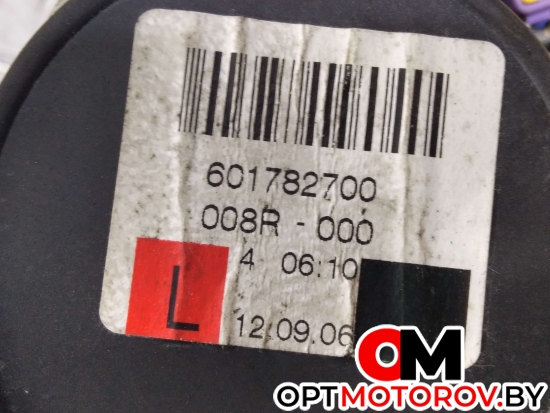 601782700
008R - 000
4 06:10
L
12.09.06
OM
OPTMOTOROV.BY